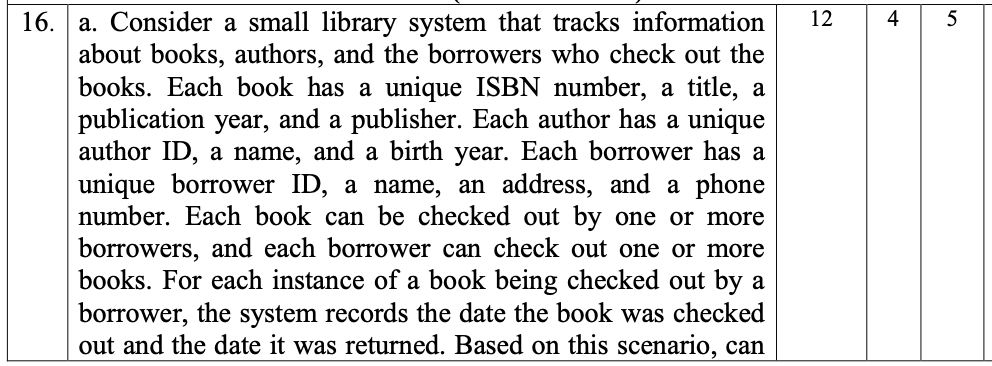 16. a. Consider a small library system that tracks information 12 4 5
about books, authors, and the borrowers who check out the
books. Each book has a unique ISBN number, a title, a
publication year, and a publisher. Each author has a unique
author ID, a name, and a birth year. Each borrower has a
unique borrower ID, a name, an address, and a phone
number. Each book can be checked out by one or more
borrowers, and each borrower can check out one or more
books. For each instance of a book being checked out by a
borrower, the system records the date the book was checked
out and the date it was returned. Based on this scenario, can